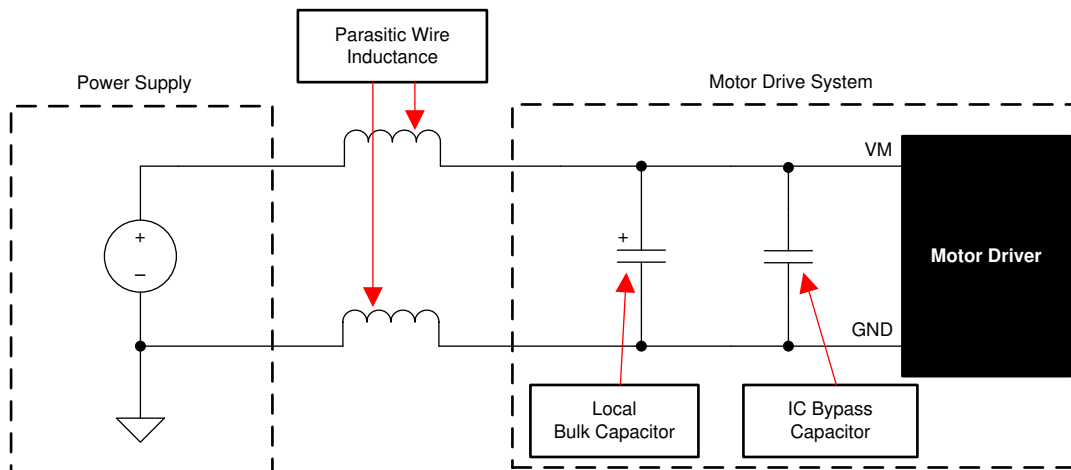 Parasitic Wire
Inductance
Power Supply
Motor Drive System
VM
+
–
+
Motor Driver
GND
Local
Bulk Capacitor
IC Bypass
Capacitor